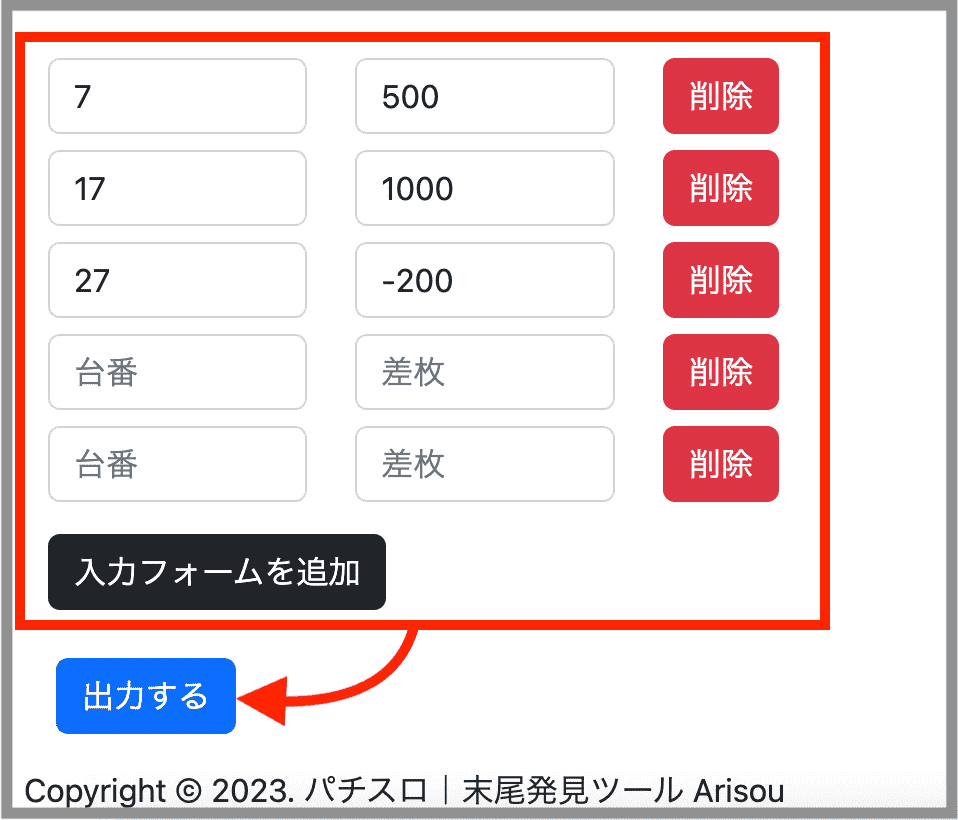 7 500 削除
17 1000 削除
27 -200 削除
台番 差枚 削除
台番 差枚 削除
入力フォームを追加
出力する
Copyright © 2023. パチスロ｜末尾発見ツール Arisou